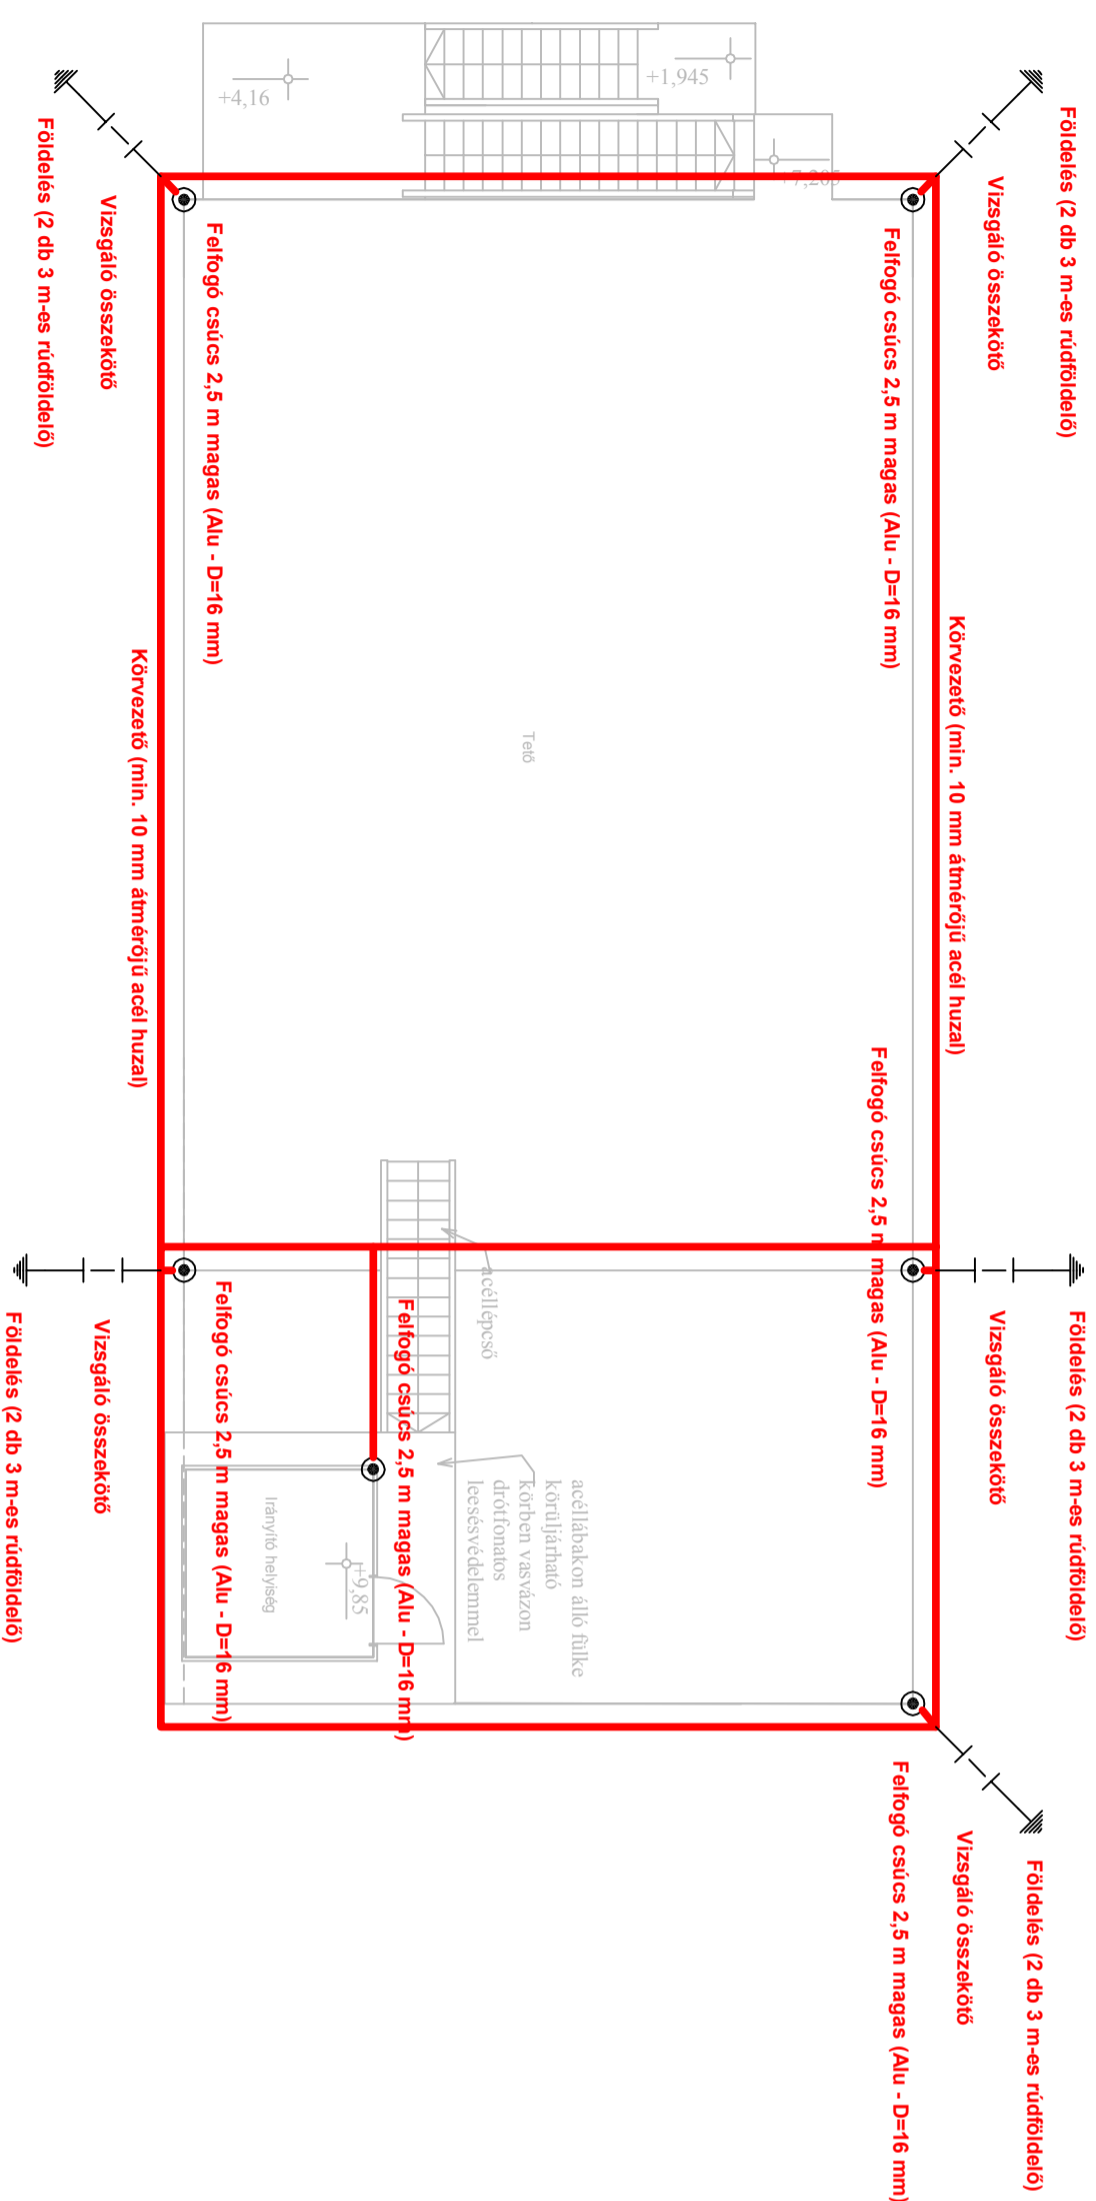 +4,16
+1,945
+7,205
Földelés (2 db 3 m-es rúdföldelő)
Vizsgáló összekötő
Felfogó csúcs 2,5 m magas (Alu - D=16 mm)
Földelés (2 db 3 m-es rúdföldelő)
Vizsgáló összekötő
Felfogó csúcs 2,5 m magas (Alu - D=16 mm)
Körvezető (min. 10 mm átmérőjű acél huzal)
Körvezető (min. 10 mm átmérőjű acél huzal)
Tető
Felfogó csúcs 2,5 m magas (Alu - D=16 mm)
acéllépcső
Földelés (2 db 3 m-es rúdföldelő)
Vizsgáló összekötő
Felfogó csúcs 2,5 m magas (Alu - D=16 mm)
Felfogó csúcs 2,5 m magas (Alu - D=16 mm)
Földelés (2 db 3 m-es rúdföldelő)
Vizsgáló összekötő
acéllábakon álló fülke
körüljárható
körben vasvázon
drótfonatos
leesésvédelemmel
+9,85
Irányító helyiség
Földelés (2 db 3 m-es rúdföldelő)
Vizsgáló összekötő
Felfogó csúcs 2,5 m magas (Alu - D=16 mm)